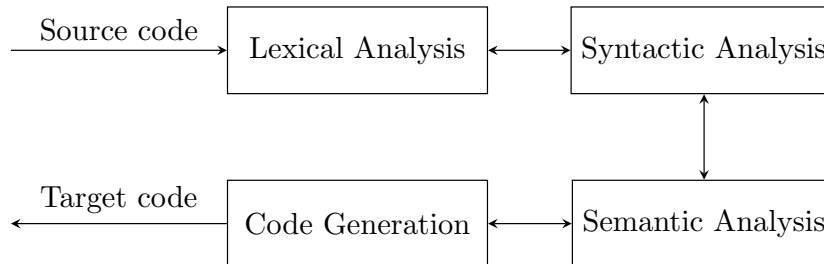 Source code
Lexical Analysis
Syntactic Analysis
Target code
Code Generation
Semantic Analysis